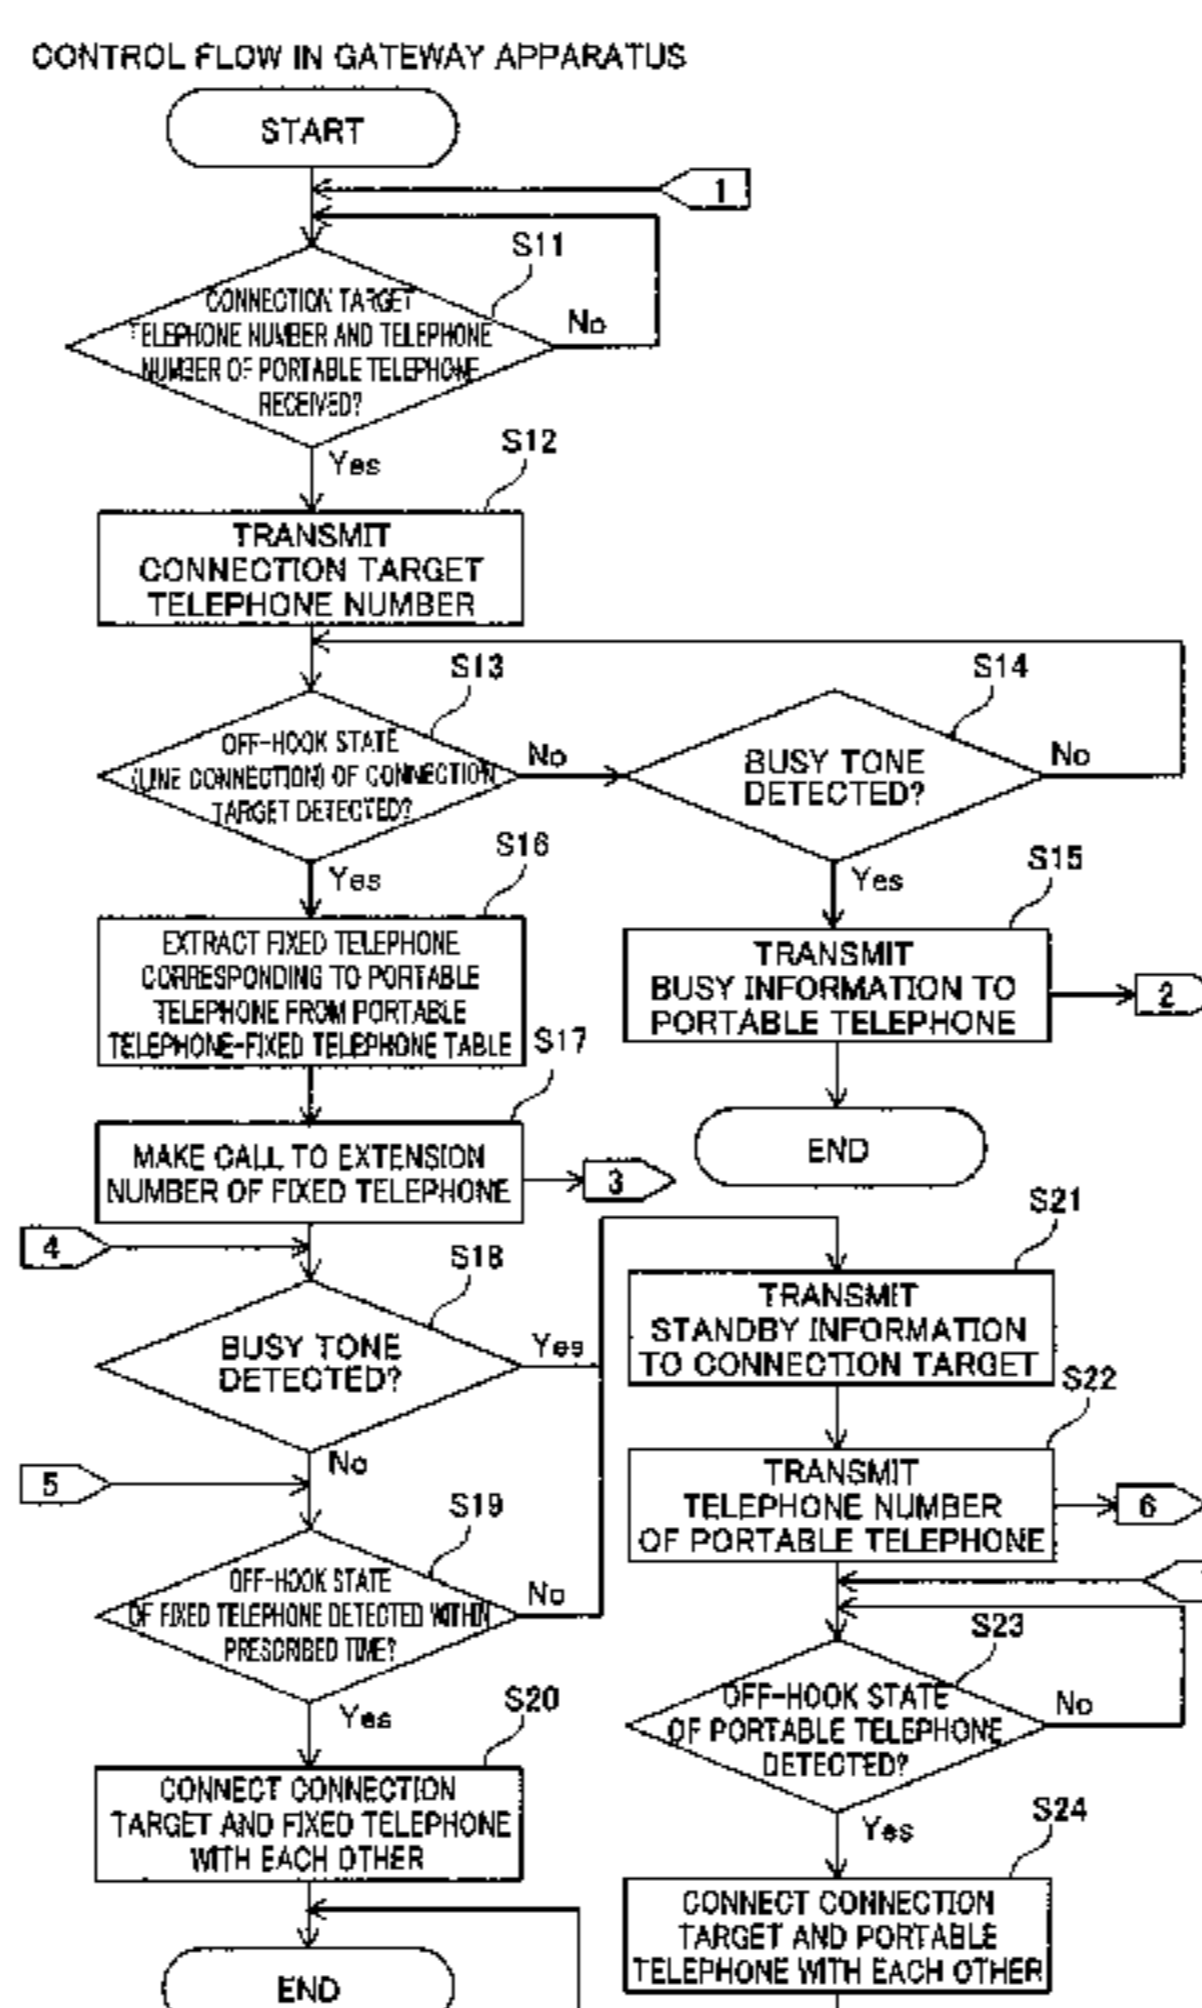 CONTROL FLOW IN GATEWAY APPARATUS
START
1
S11
CONNECTION TARGET
TELEPHONE NUMBER AND TELEPHONE
NUMBER OF PORTABLE TELEPHONE
RECEIVED?
No
Yes
S12
TRANSMIT
CONNECTION TARGET
TELEPHONE NUMBER
S13
OFF-HOOK STATE
(LINE CONNECTION) OF CONNECTION
TARGET DETECTED?
No
Yes
S14
BUSY TONE
DETECTED?
No
Yes
S15
TRANSMIT
BUSY INFORMATION TO
PORTABLE TELEPHONE
2
END
S16
EXTRACT FIXED TELEPHONE
CORRESPONDING TO PORTABLE
TELEPHONE FROM PORTABLE
TELEPHONE-FIXED TELEPHONE TABLE
S17
MAKE CALL TO EXTENSION
NUMBER OF FIXED TELEPHONE
3
4
S18
BUSY TONE
DETECTED?
Yes
No
5
S19
OFF-HOOK STATE
OF FIXED TELEPHONE DETECTED WITHIN
PRESCRIBED TIME?
No
Yes
S20
CONNECT CONNECTION
TARGET AND FIXED TELEPHONE
WITH EACH OTHER
END
S21
TRANSMIT
STANDBY INFORMATION
TO CONNECTION TARGET
S22
TRANSMIT
TELEPHONE NUMBER
OF PORTABLE TELEPHONE
6
S23
OFF-HOOK STATE
OF PORTABLE TELEPHONE
DETECTED?
No
Yes
S24
CONNECT CONNECTION
TARGET AND PORTABLE
TELEPHONE WITH EACH OTHER